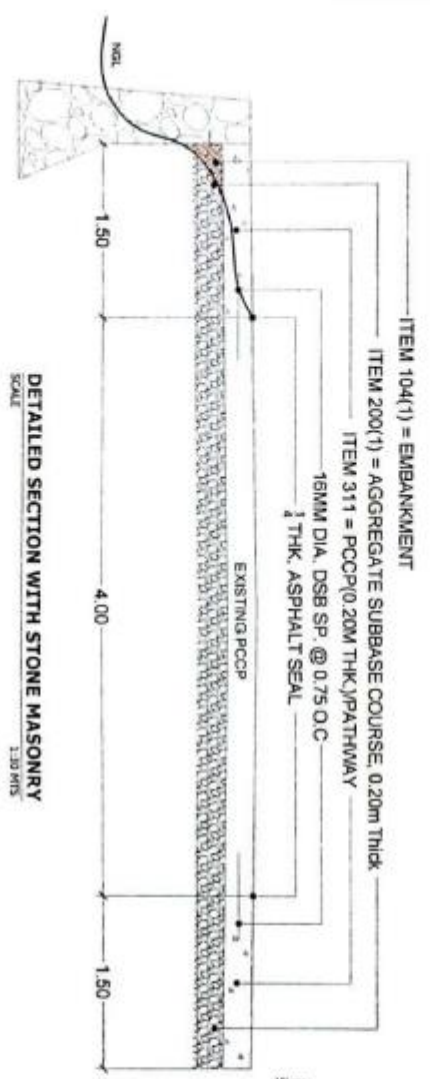 ITEM 104(1) = EMBANKMENT
ITEM 200(1) = AGGREGATE SUBBASE COURSE, 0.20m Thick
ITEM 311 = PCCP(0.20M THK.)/PATHWAY
16MM DIA. DSB SP. @ 0.75 O.C
THK. ASPHALT SEAL
NGL
EXISTING PCCP
1.50
4.00
1.50
DETAILED SECTION WITH STONE MASONRY
SCALE
1:30 MTS